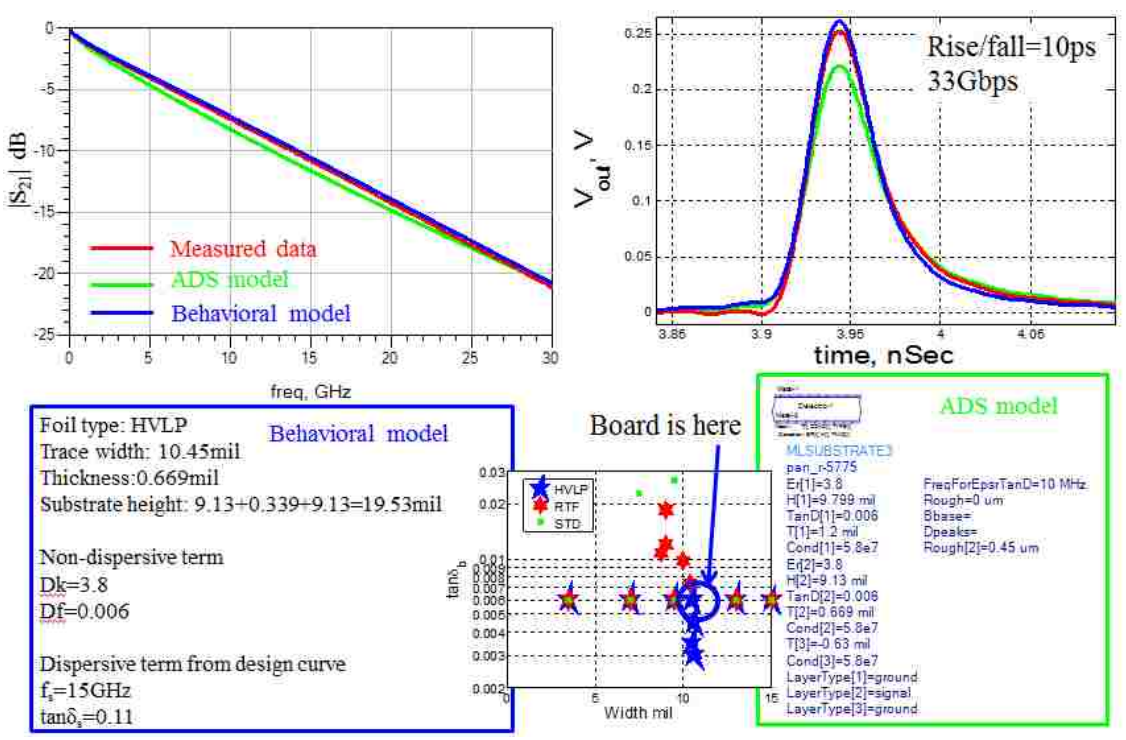 0
-5
-10
-15
-20
-25
|S21| dB
Measured data
ADS model
Behavioral model
0 5 10 15 20 25 30
freq, GHz
0.25
0.2
0.15
0.1
0.05
0
Vout, V
Rise/fall=10ps
33Gbps
3.85 3.9 3.95 4 4.05
time, nSec
Behavioral model
Foil type: HVLP
Trace width: 10.45mil
Thickness:0.669mil
Substrate height: 9.13+0.339+9.13=19.53mil
Non-dispersive term
Dk=3.8
Df=0.006
Dispersive term from design curve
fs=15GHz
tanδs=0.11
Board is here
HVLP
RTF
STD
0.03
0.02
0.01
0.009
0.008
0.007
0.006
0.005
0.004
0.003
0.002
tanδb
0 5 10 15
Width mil
ADS model
MLSUBSTRATE3
pan_r-5775
Er[1]=3.8
H[1]=9.799 mil
TanD[1]=0.006
T[1]=1.2 mil
Cond[1]=5.8e7
Er[2]=3.8
H[2]=9.13 mil
TanD[2]=0.006
T[2]=0.669 mil
Cond[2]=5.8e7
T[3]=-0.63 mil
Cond[3]=5.8e7
LayerType[1]=ground
LayerType[2]=signal
LayerType[3]=ground
FreqForEpsrTanD=10 MHz
Rough=0 um
Bbase=
Dpeaks=
Rough[2]=0.45 um